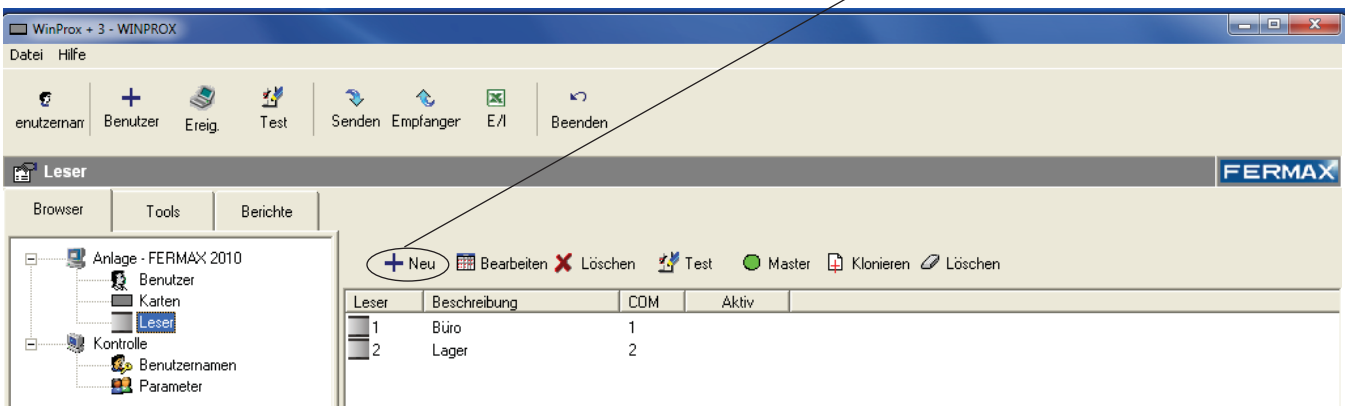 WinProx + 3 - WINPROX
Datei Hilfe
enutzernarr Benutzer Ereig. Test Senden Empfanger E/I Beenden
Leser FERMAX
Browser Tools Berichte
Anlage - FERMAX 2010
Benutzer
Karten
Leser
Kontrolle
Benutzernamen
Parameter
Neu Bearbeiten Löschen Test Master Klonieren Löschen
Leser Beschreibung COM Aktiv
1 Büro 1
2 Lager 2